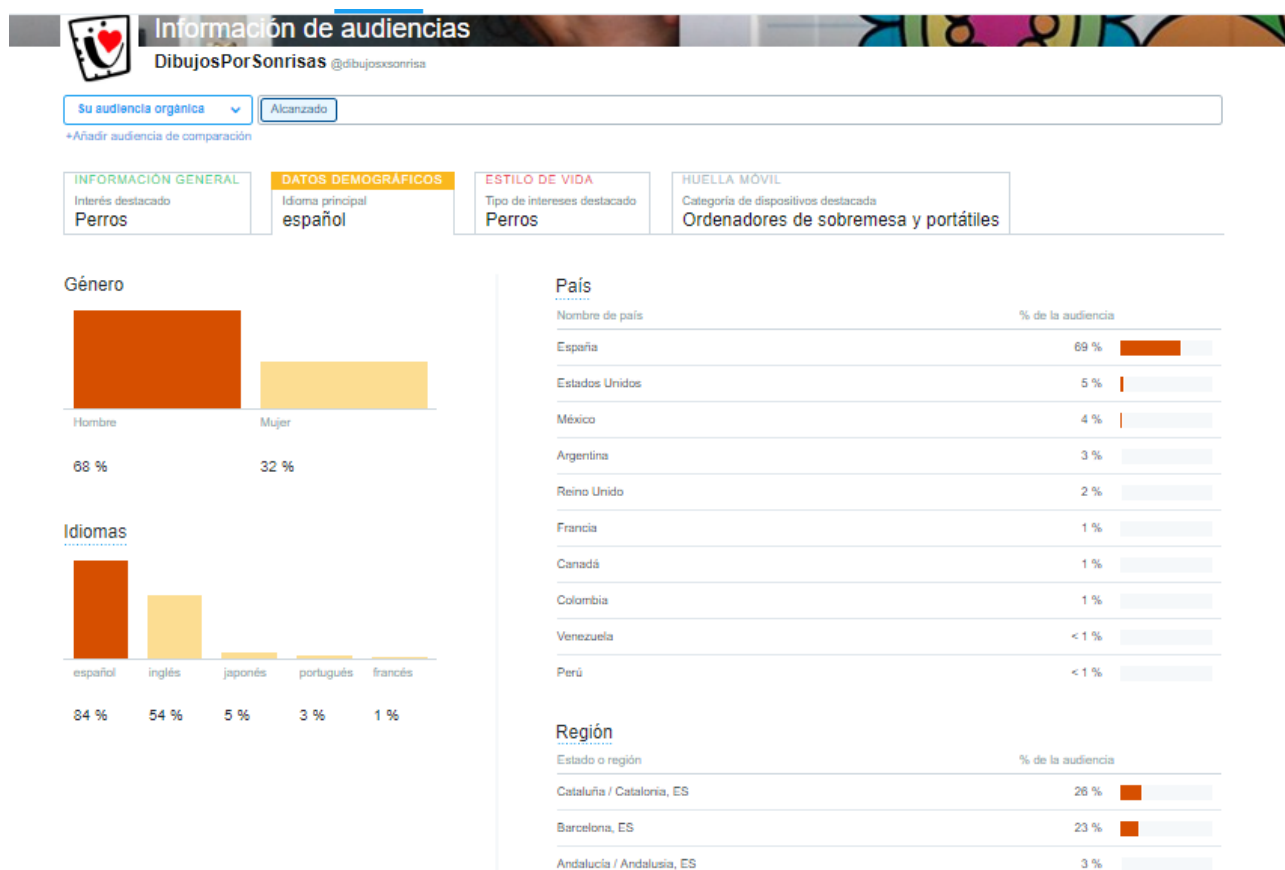 Información de audiencias
DibujosPorSonrisas @dibujosxsonrisa
Su audiencia orgánica
Alcanzado
+Añadir audiencia de comparación
INFORMACIÓN GENERAL
Interés destacado
Perros
DATOS DEMOGRÁFICOS
Idioma principal
español
ESTILO DE VIDA
Tipo de intereses destacado
Perros
HUELLA MÓVIL
Categoría de dispositivos destacada
Ordenadores de sobremesa y portátiles
Género
Hombre Mujer
68 % 32 %
Idiomas
español inglés japonés portugués francés
84 % 54 % 5 % 3 % 1 %
País
Nombre de país % de la audiencia
España 69 %
Estados Unidos 5 %
México 4 %
Argentina 3 %
Reino Unido 2 %
Francia 1 %
Canadá 1 %
Colombia 1 %
Venezuela < 1 %
Perú < 1 %
Región
Estado o región % de la audiencia
Cataluña / Catalonia, ES 26 %
Barcelona, ES 23 %
Andalucía / Andalusia, ES 3 %